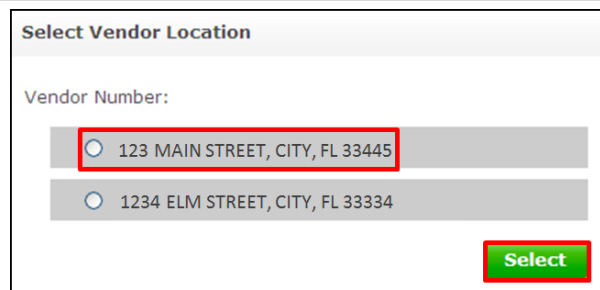 Select Vendor Location
Vendor Number:
123 MAIN STREET, CITY, FL 33445
1234 ELM STREET, CITY, FL 33334
Select